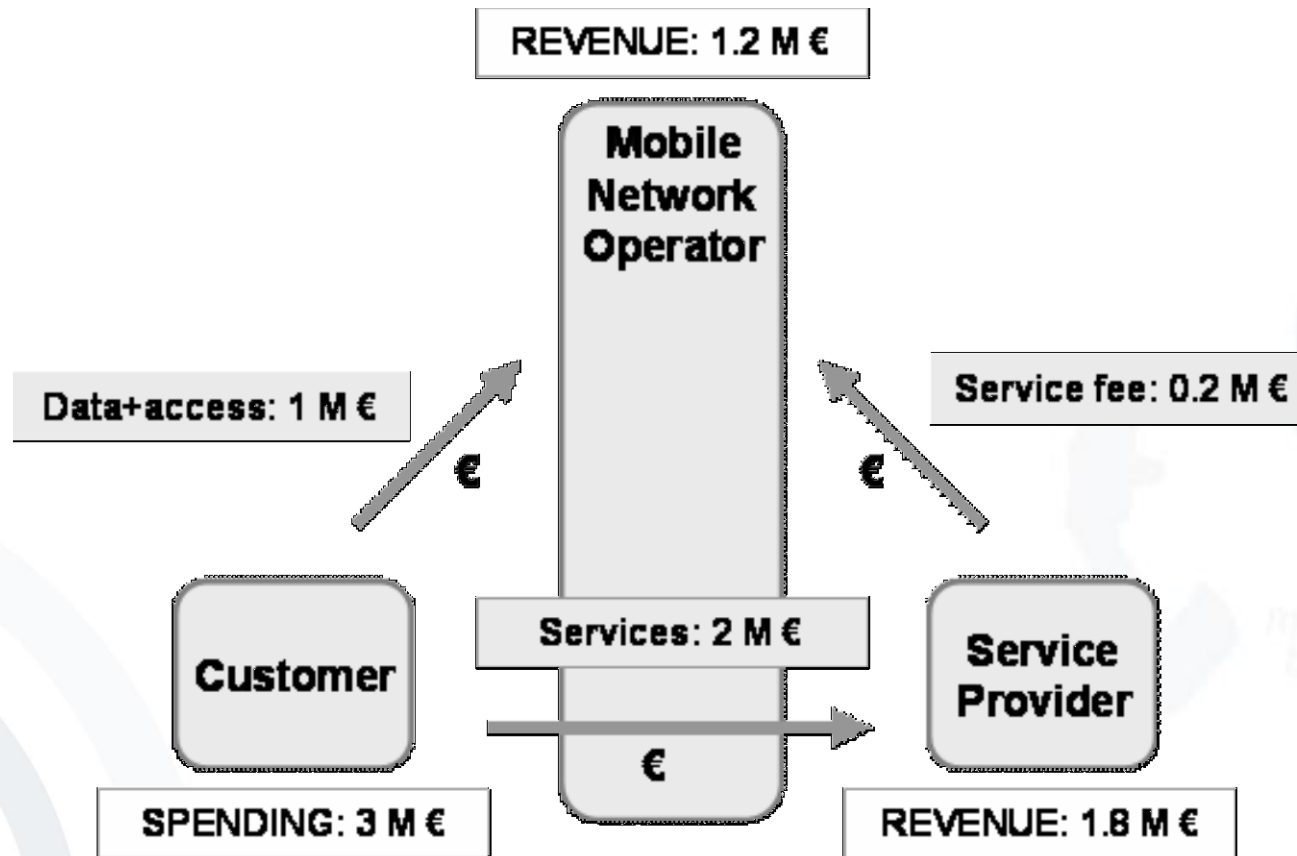 REVENUE: 1.2 M €
Mobile
Network
Operator
Data+access: 1 M €
Service fee: 0.2 M €
€
€
Services: 2 M €
Customer
Service
Provider
€
SPENDING: 3 M €
REVENUE: 1.8 M €